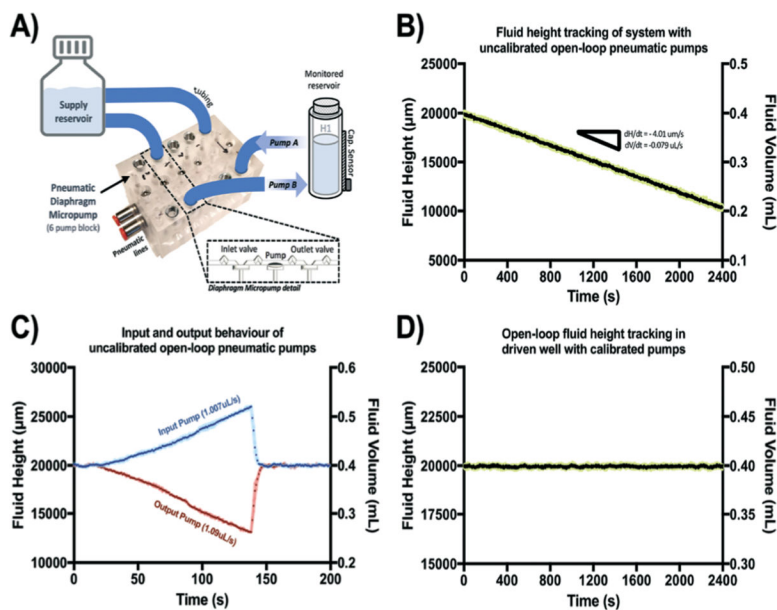 A)
Supply
reservoir
tubing
Monitored
reservoir
H1
Cap. Sensor
Pump A
Pump B
Pneumatic
Diaphragm
Micropump
(6 pump block)
Pneumatic
lines
Inlet valve
Pump
Outlet valve
Diaphragm Micropump detail
B)
Fluid height tracking of system with
uncalibrated open-loop pneumatic pumps
Fluid Height (µm)
25000
20000
15000
10000
5000
dH/dt = - 4.01 um/s
dV/dt = -0.079 uL/s
0.5
0.4
0.3
0.2
0.1
Fluid Volume (mL)
0 400 800 1200 1600 2000 2400
Time (s)
C)
Input and output behaviour of
uncalibrated open-loop pneumatic pumps
Fluid Height (µm)
30000
25000
20000
15000
10000
Input Pump (1.007uL/s)
Output Pump (1.09uL/s)
0.6
0.5
0.4
0.3
0.2
Fluid Volume (mL)
0 50 100 150 200
Time (s)
D)
Open-loop fluid height tracking in
driven well with calibrated pumps
Fluid Height (µm)
25000
22500
20000
17500
15000
0.50
0.45
0.40
0.35
0.30
Fluid Volume (mL)
0 400 800 1200 1600 2000 2400
Time (s)